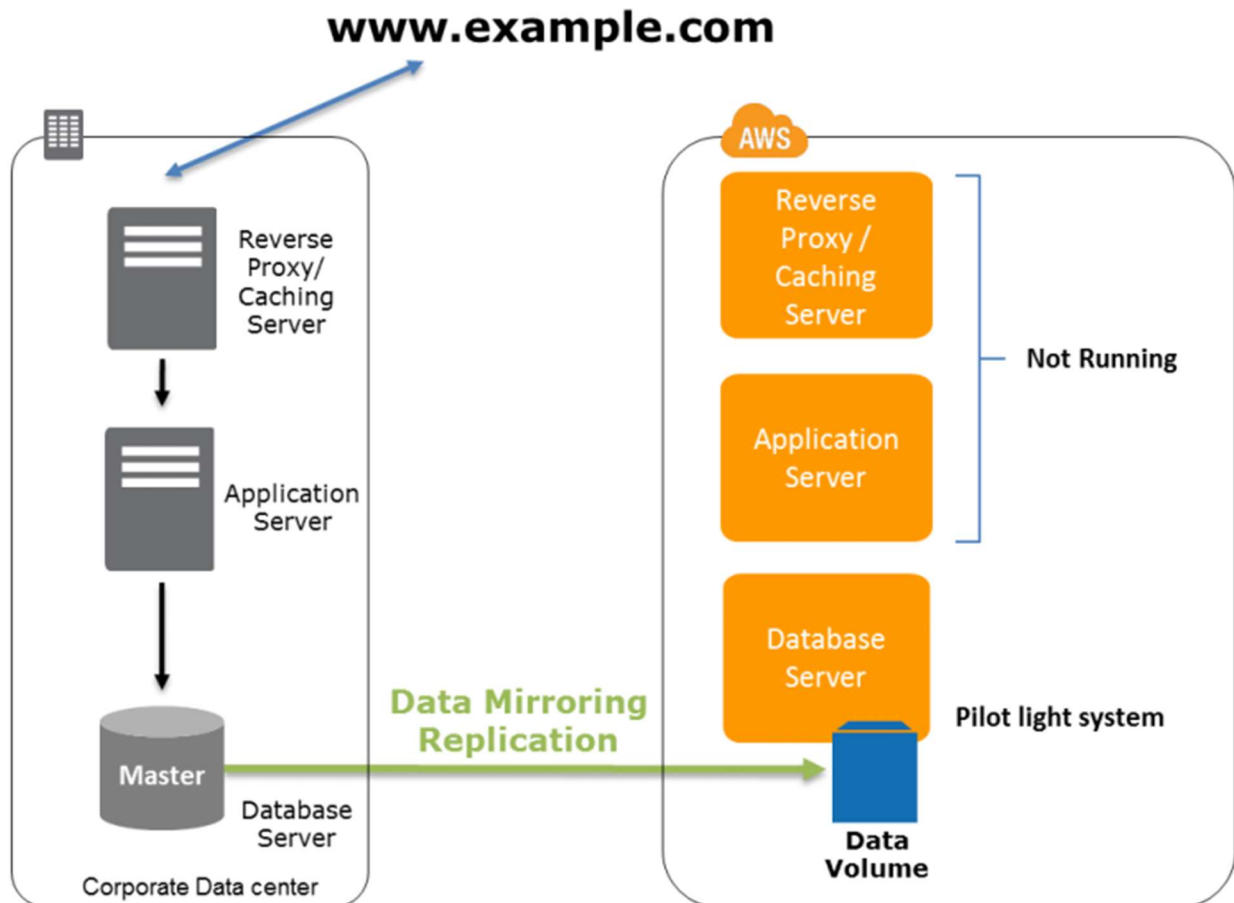 www.example.com
AWS
Reverse
Proxy/
Caching
Server
Application
Server
Master
Database
Server
Corporate Data center
Data Mirroring
Replication
Reverse
Proxy /
Caching
Server
Not Running
Application
Server
Database
Server
Pilot light system
Data
Volume